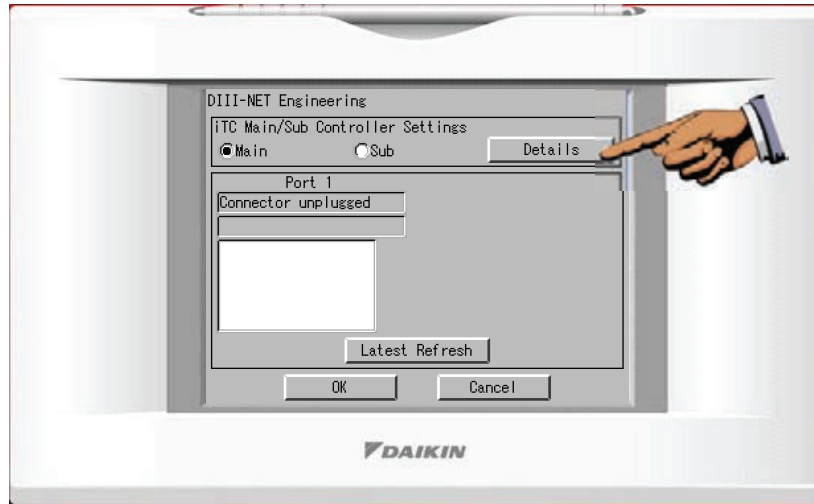 DIII-NET Engineering
iTC Main/Sub Controller Settings
Main Sub Details
Port 1
Connector unplugged
Latest Refresh
OK Cancel
DAIKIN